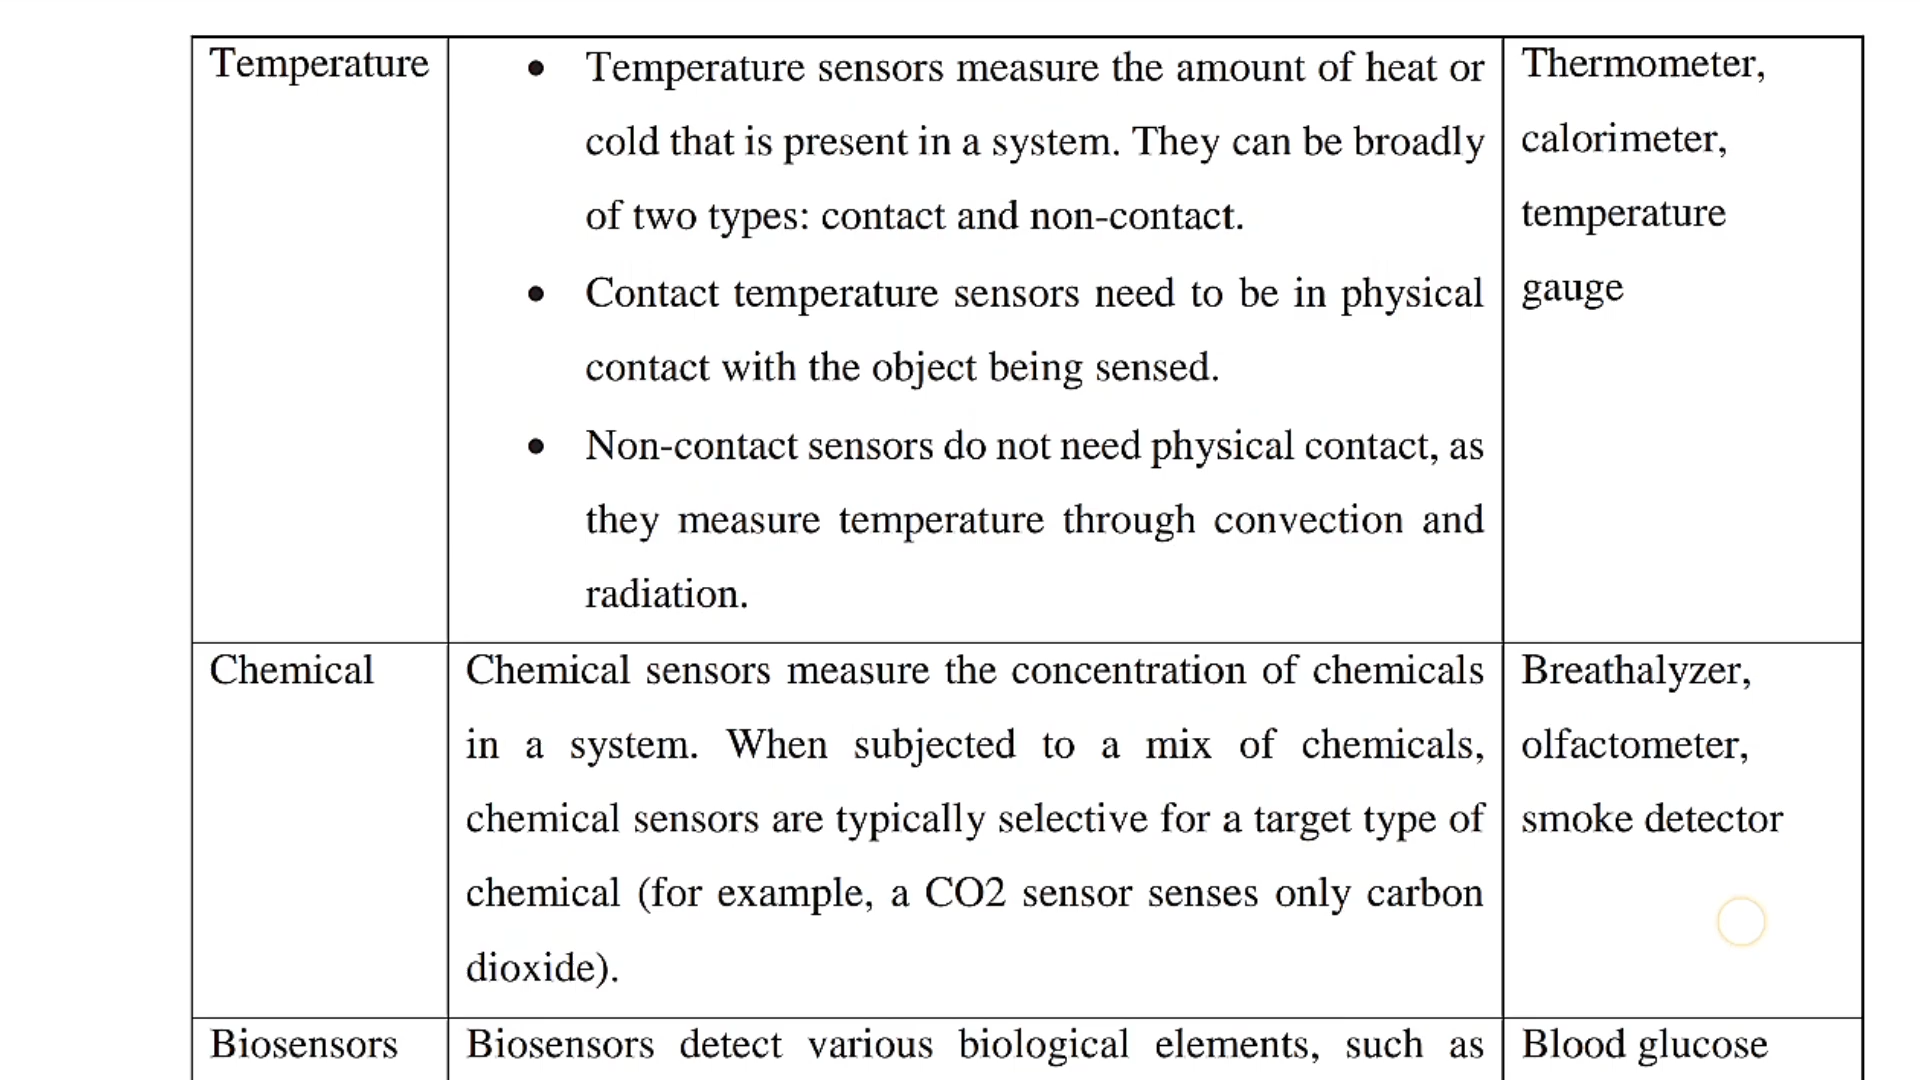 Temperature
Temperature sensors measure the amount of heat or
cold that is present in a system. They can be broadly
of two types: contact and non-contact.
Contact temperature sensors need to be in physical
contact with the object being sensed.
Non-contact sensors do not need physical contact, as
they measure temperature through convection and
radiation.
Thermometer,
calorimeter,
temperature
gauge
Chemical
Chemical sensors measure the concentration of chemicals
in a system. When subjected to a mix of chemicals,
chemical sensors are typically selective for a target type of
chemical (for example, a CO2 sensor senses only carbon
dioxide).
Breathalyzer,
olfactometer,
smoke detector
Biosensors
Biosensors detect various biological elements, such as
Blood glucose